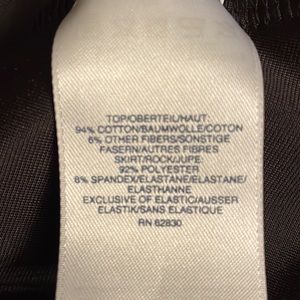 TOP/OBERTEIL/HAUT:
94% COTTON/BAUMWOLLE/COTON
6% OTHER FIBERS/SONSTIGE
FASERN/AUTRES FIBRES
SKIRT/ROCK/JUPE:
92% POLYESTER
8% SPANDEX/ELASTANE/ELASTANE/
ELASTHANNE
EXCLUSIVE OF ELASTIC/AUSSER
ELASTIK/SANS ELASTIQUE
RN 62830